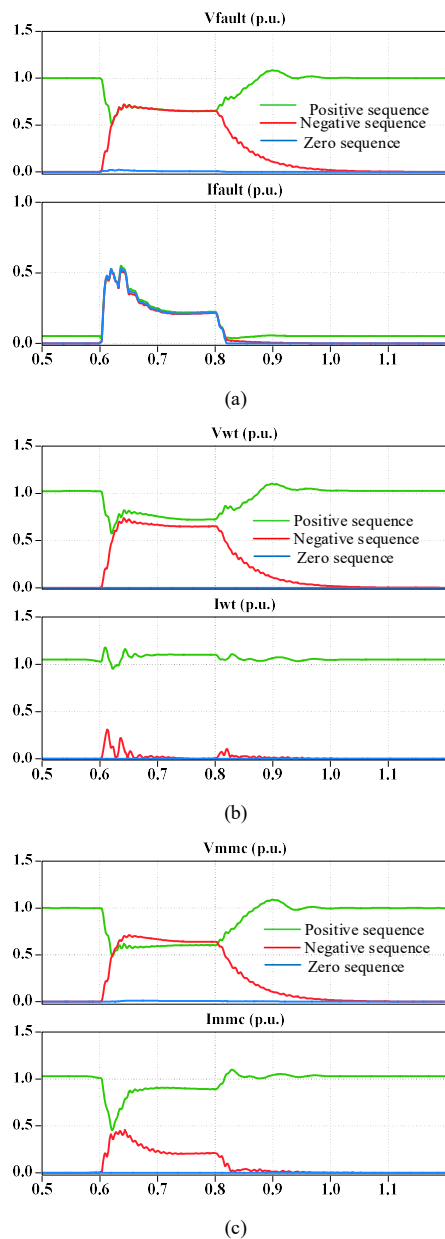 Vfault (p.u.)
1.5
1.0
Positive sequence
0.5
Negative sequence
Zero sequence
0.0
Ifault (p.u.)
1.0
0.5
0.0
0.5 0.6 0.7 0.8 0.9 1.0 1.1
(a)
Vwt (p.u.)
1.5
1.0
Positive sequence
0.5
Negative sequence
Zero sequence
0.0
Iwt (p.u.)
1.5
1.0
0.5
0.0
0.5 0.6 0.7 0.8 0.9 1.0 1.1
(b)
Vmmc (p.u.)
1.5
1.0
Positive sequence
0.5
Negative sequence
Zero sequence
0.0
Immc (p.u.)
1.5
1.0
0.5
0.0
0.5 0.6 0.7 0.8 0.9 1.0 1.1
(c)